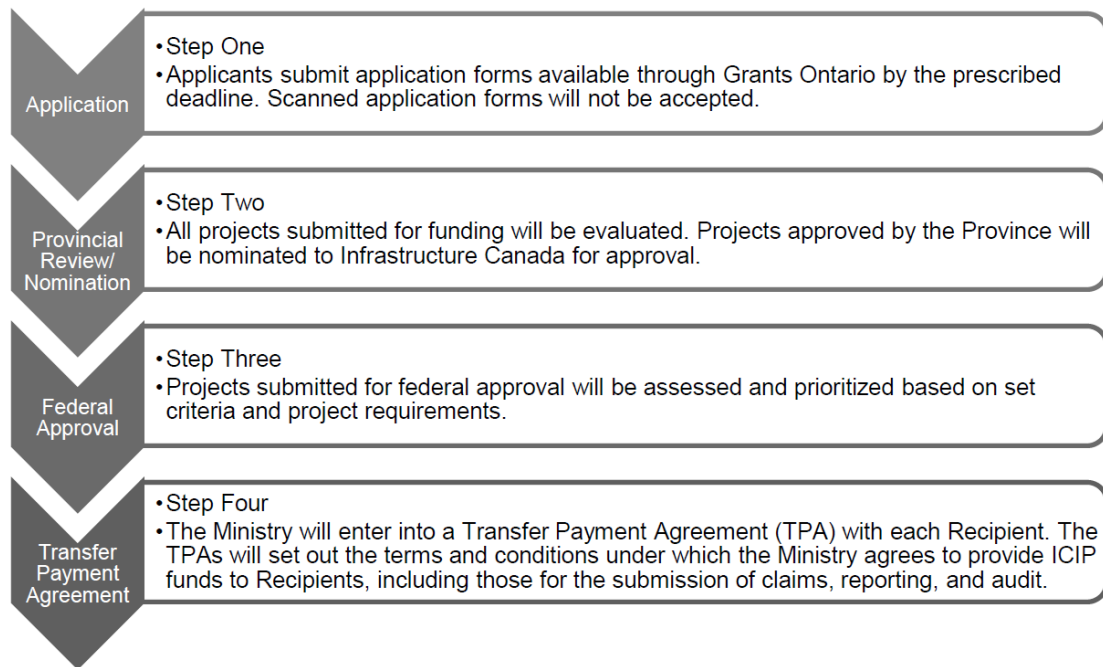 Application
•Step One
•Applicants submit application forms available through Grants Ontario by the prescribed
deadline. Scanned application forms will not be accepted.
Provincial
Review/
Nomination
•Step Two
•All projects submitted for funding will be evaluated. Projects approved by the Province will
be nominated to Infrastructure Canada for approval.
Federal
Approval
•Step Three
•Projects submitted for federal approval will be assessed and prioritized based on set
criteria and project requirements.
Transfer
Payment
Agreement
•Step Four
•The Ministry will enter into a Transfer Payment Agreement (TPA) with each Recipient. The
TPAs will set out the terms and conditions under which the Ministry agrees to provide ICIP
funds to Recipients, including those for the submission of claims, reporting, and audit.